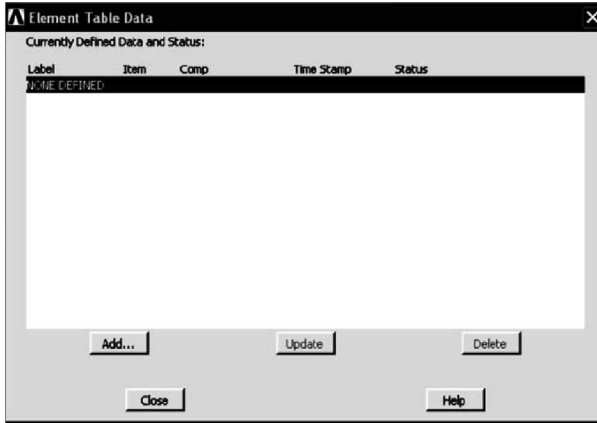 Element Table Data
Currently Defined Data and Status:
Label Item Comp Time Stamp Status
NONE DEFINED
Add... Update Delete
Close Help